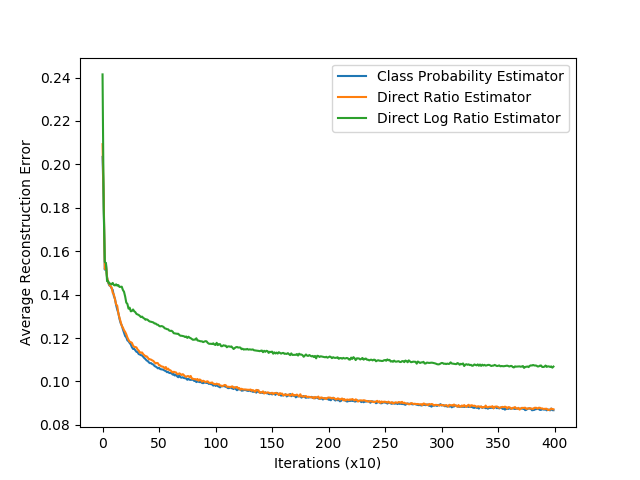 Class Probability Estimator
Direct Ratio Estimator
Direct Log Ratio Estimator
Average Reconstruction Error
0.24
0.22
0.20
0.18
0.16
0.14
0.12
0.10
0.08
0 50 100 150 200 250 300 350 400
Iterations (x10)